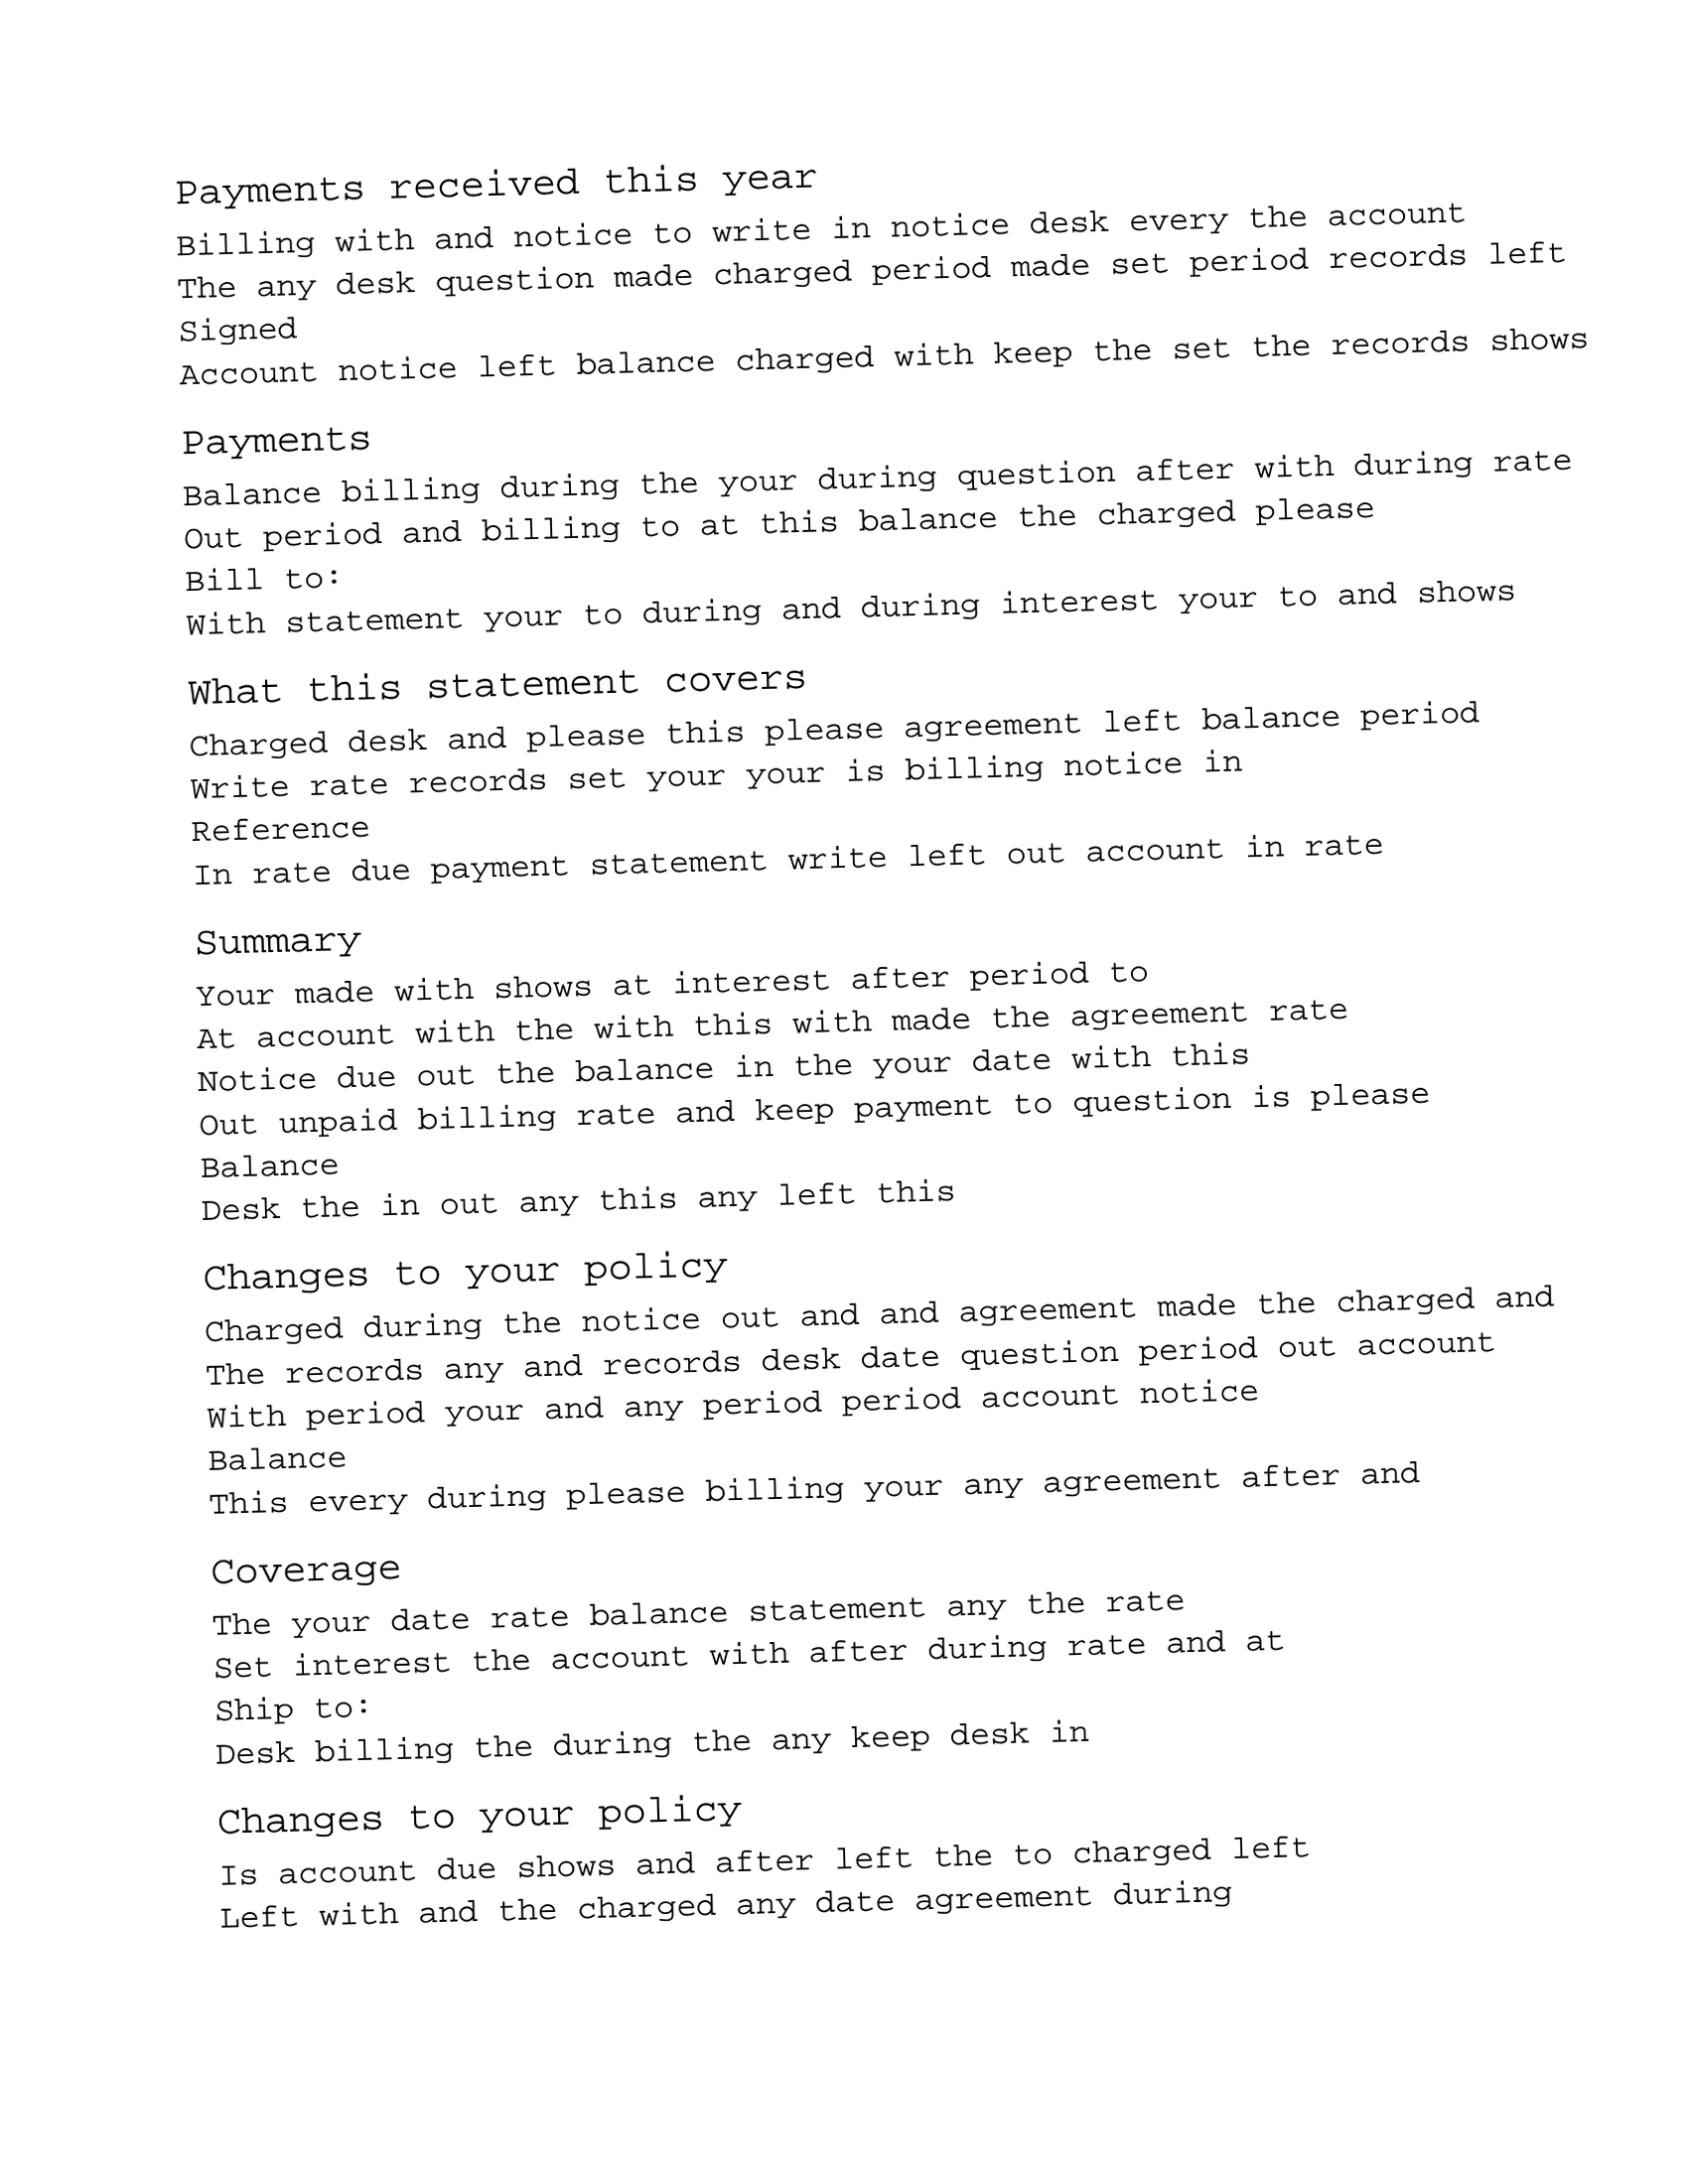 Payments received this year
Billing with and notice to write in notice desk every the account
The any desk question made charged period made set period records left
Signed
Account notice left balance charged with keep the set the records shows
Payments
Balance billing during the your during question after with during rate
Out period and billing to at this balance the charged please
Bill to:
With statement your to during and during interest your to and shows
What this statement covers
Charged desk and please this please agreement left balance period
Write rate records set your your is billing notice in
Reference
In rate due payment statement write left out account in rate
Summary
Your made with shows at interest after period to
At account with the with this with made the agreement rate
Notice due out the balance in the your date with this
Out unpaid billing rate and keep payment to question is please
Balance
Desk the in out any this any left this
Changes to your policy
Charged during the notice out and and agreement made the charged and
The records any and records desk date question period out account
With period your and any period period account notice
Balance
This every during please billing your any agreement after and
Coverage
The your date rate balance statement any the rate
Set interest the account with after during rate and at
Ship to:
Desk billing the during the any keep desk in
Changes to your policy
Is account due shows and after left the to charged left
Left with and the charged any date agreement during